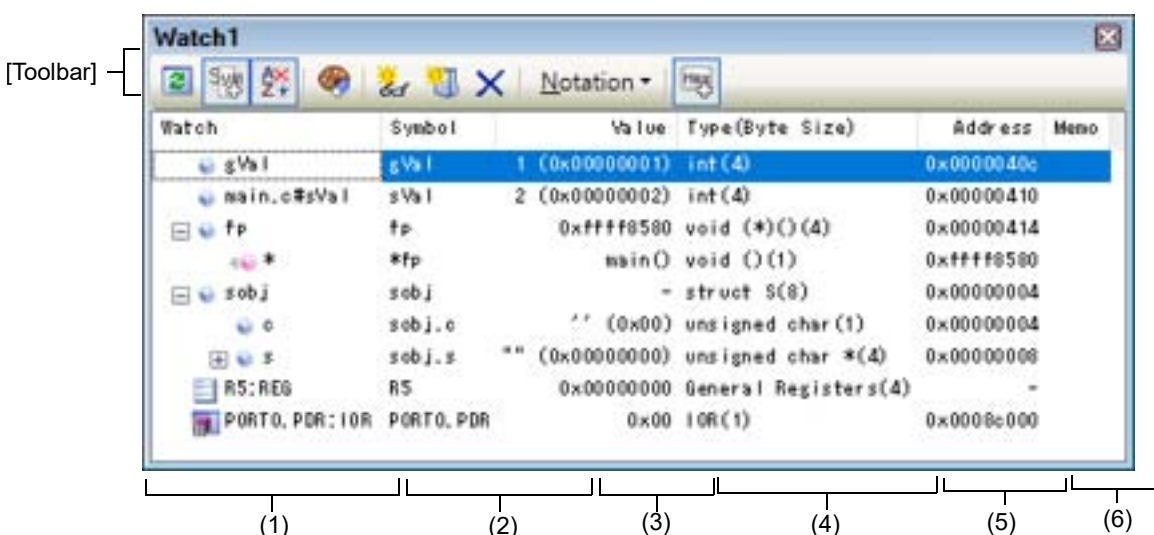 Watch1
[Toolbar]
Notation
Hex
Watch Symbol Value Type(Byte Size) Address Memo
gVal gVal 1 (0x00000001) int(4) 0x0000040c
main.c#sVal sVal 2 (0x00000002) int(4) 0x00000410
fp fp 0xffff8580 void (*)()(4) 0x00000414
* *fp main() void ()(1) 0xffff8580
sobj sobj - struct S(8) 0x00000004
c sobj.c '' (0x00) unsigned char(1) 0x00000004
s sobj.s "" (0x00000000) unsigned char *(4) 0x00000008
R5:REG R5 0x00000000 General Registers(4) -
PORT0.PDR:IOR PORT0.PDR 0x00 IOR(1) 0x0008c000
(1) (2) (3) (4) (5) (6)